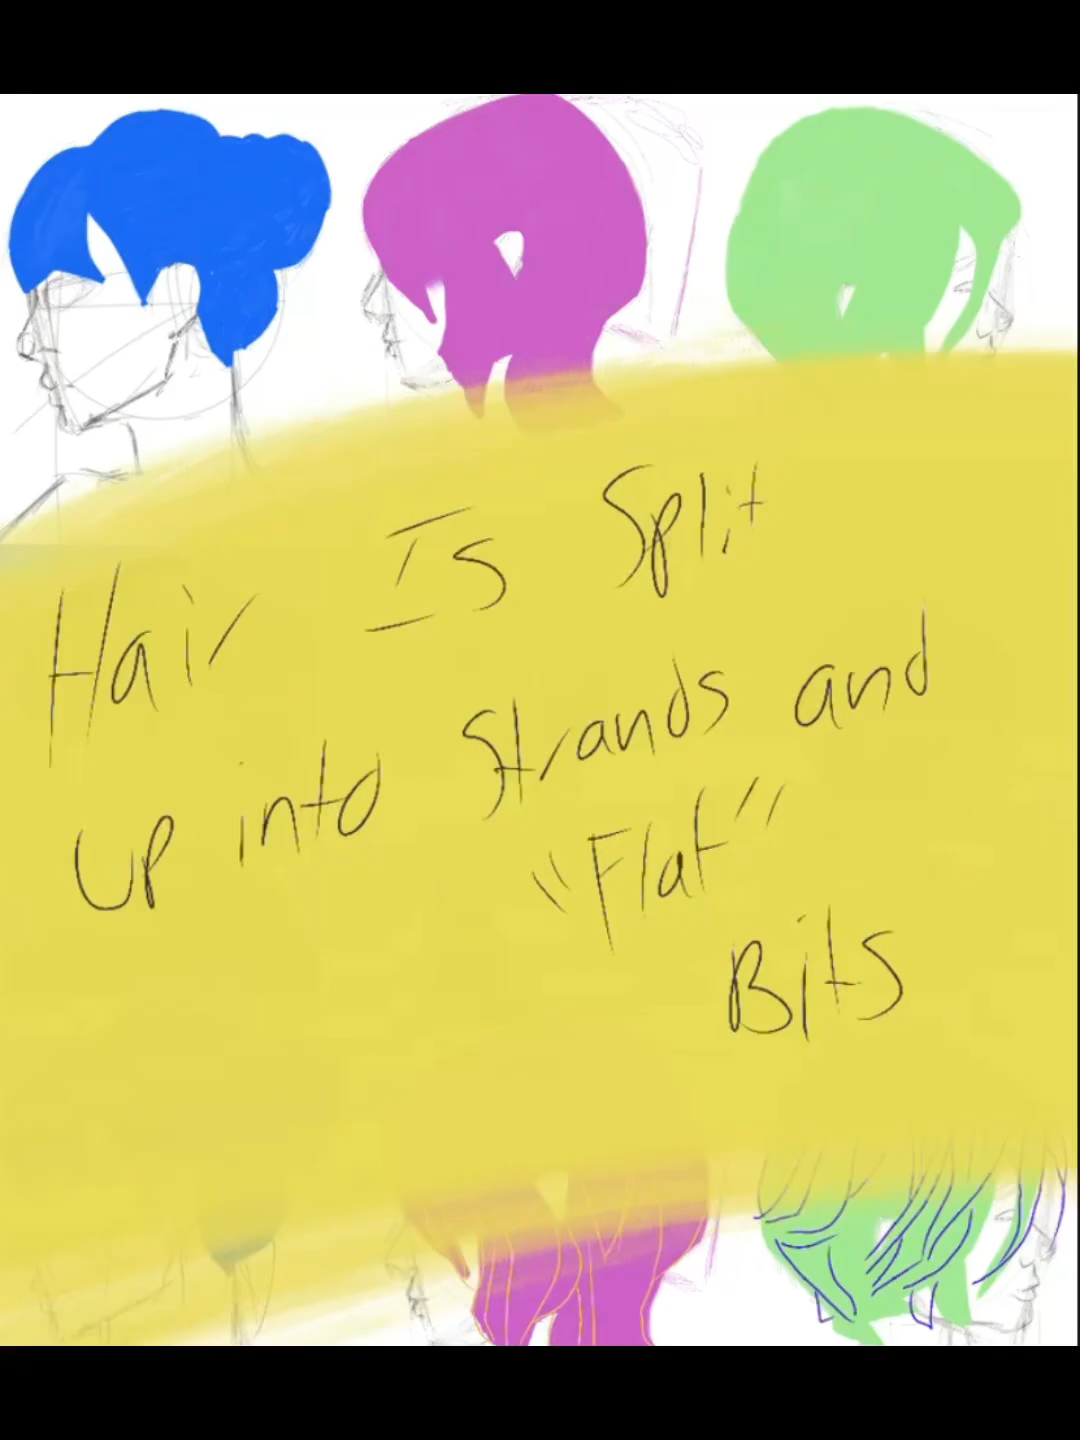 Hair Is Split
up into Strands and
"Flat"
Bits